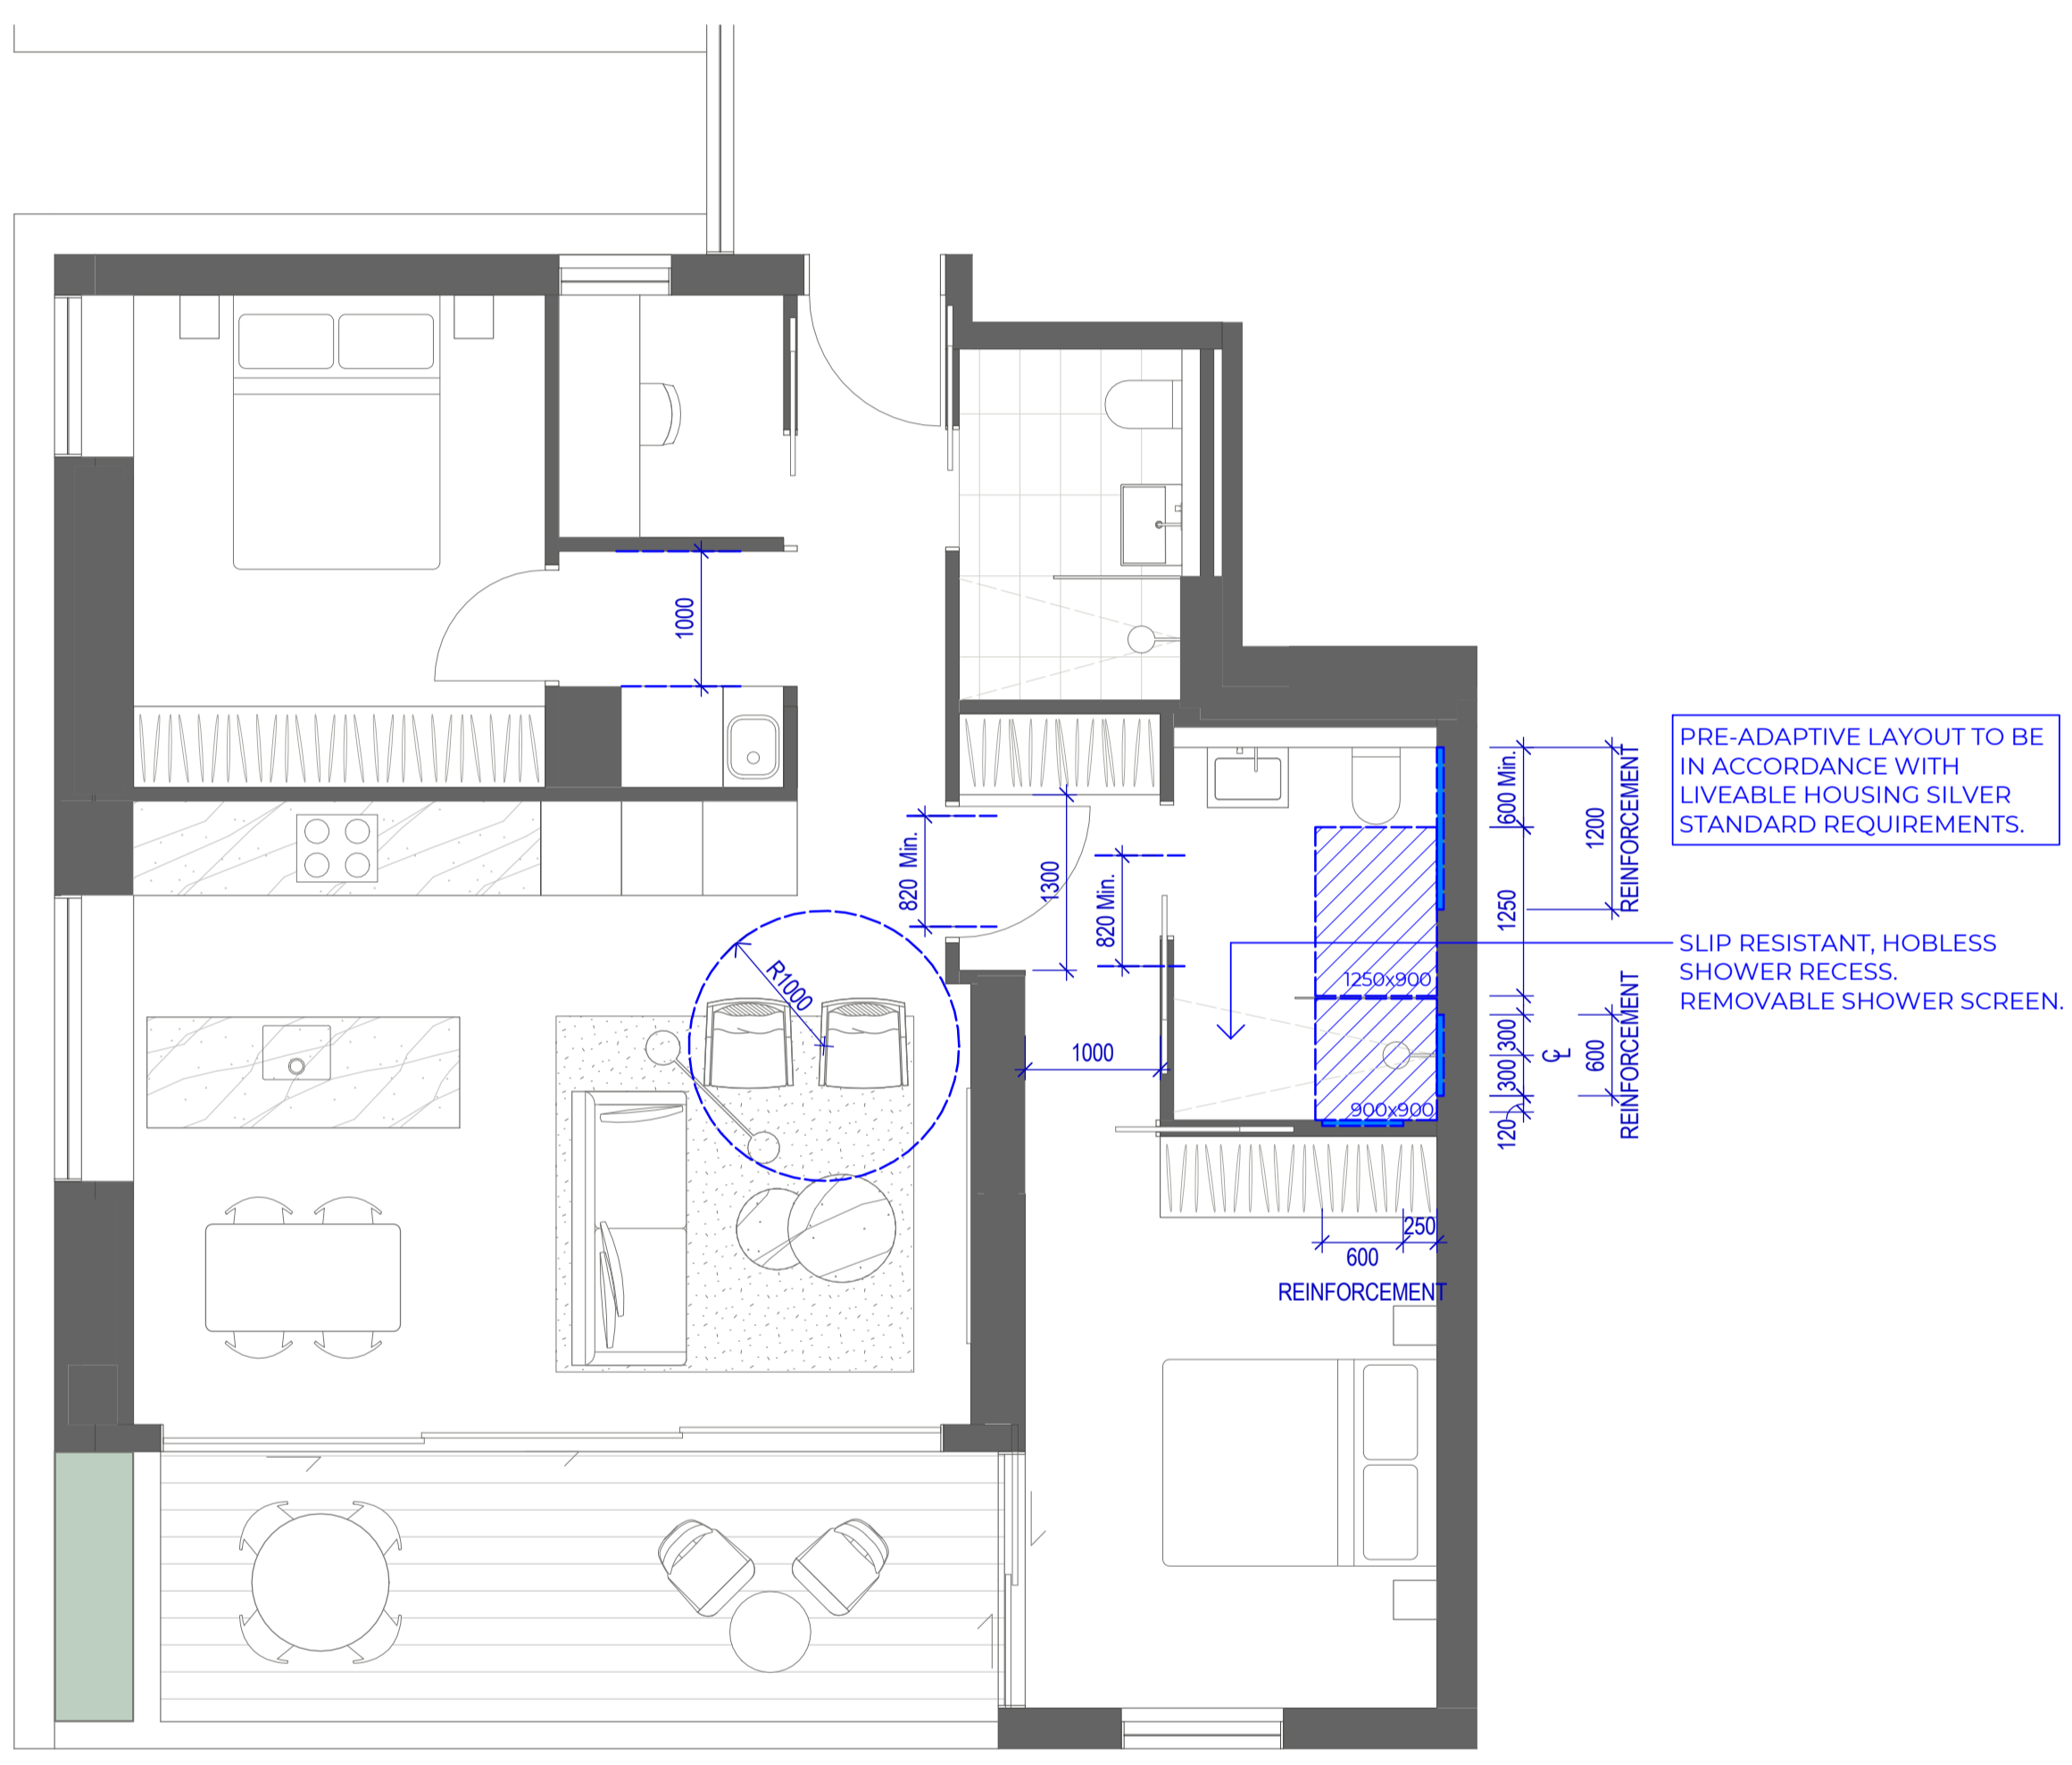 1000
820 Min.
1300
820 Min.
R1000
1000
1250x900
900x900
600 Min.
1250
300
300
120
C
L
1200
REINFORCEMENT
600
REINFORCEMENT
250
600
REINFORCEMENT
PRE-ADAPTIVE LAYOUT TO BE
IN ACCORDANCE WITH
LIVEABLE HOUSING SILVER
STANDARD REQUIREMENTS.
SLIP RESISTANT, HOBLESS
SHOWER RECESS.
REMOVABLE SHOWER SCREEN.